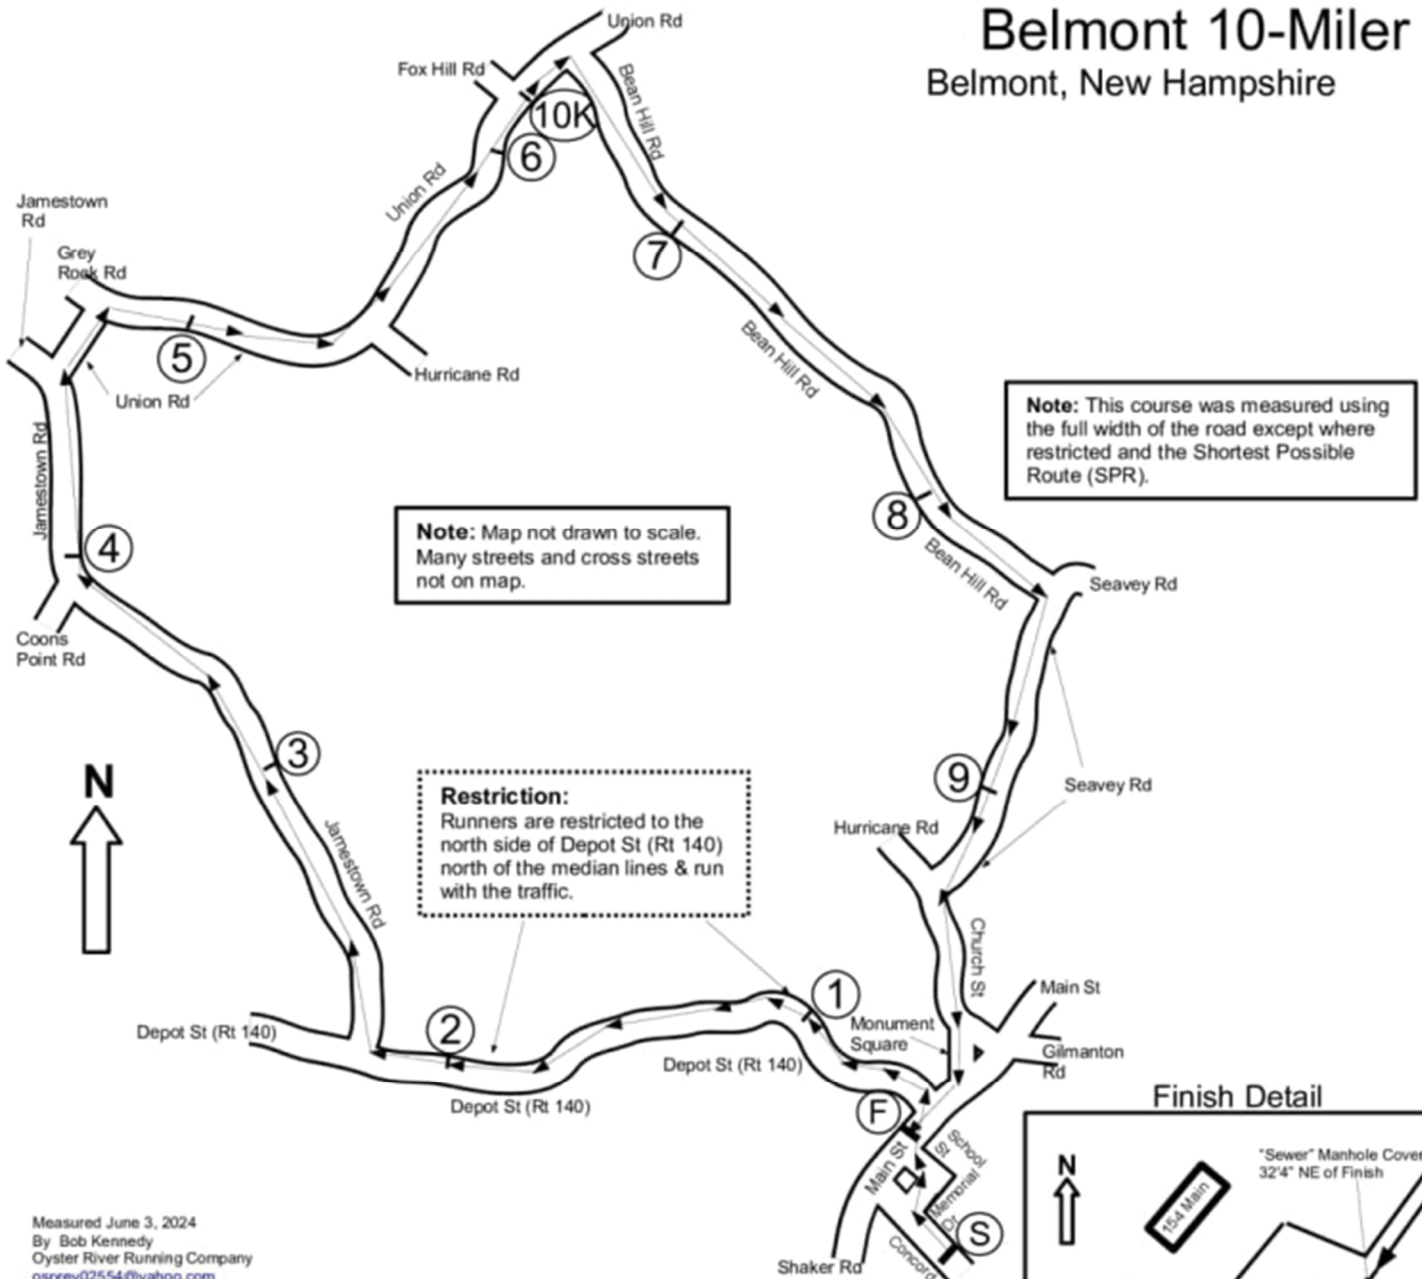 Belmont 10-Miler
Belmont, New Hampshire
Union Rd
Fox Hill Rd
Bean Hill Rd
10K
6
Union Rd
Jamestown
Rd
Grey
Rock Rd
7
5
Union Rd
Hurricane Rd
Bean Hill Rd
Note: This course was measured using
the full width of the road except where
restricted and the Shortest Possible
Route (SPR).
Jamestown Rd
8
Note: Map not drawn to scale.
Many streets and cross streets
not on map.
4
Bean Hill Rd
Seavey Rd
Coons
Point Rd
3
N
Restriction:
Runners are restricted to the
north side of Depot St (Rt 140)
north of the median lines & run
with the traffic.
9
Seavey Rd
Hurricane Rd
Jamestown Rd
Church St
Main St
1
Monument
Square
2
Depot St (Rt 140)
Depot St (Rt 140)
Gilmanton
Rd
Depot St (Rt 140)
F
Finish Detail
School
St
Main St
Memorial
Dr
S
Concord
Shaker Rd
N
154 Main
"Sewer" Manhole Cover
32'4" NE of Finish
Measured June 3, 2024
By Bob Kennedy
Oyster River Running Company
osprey02554@yahoo.com